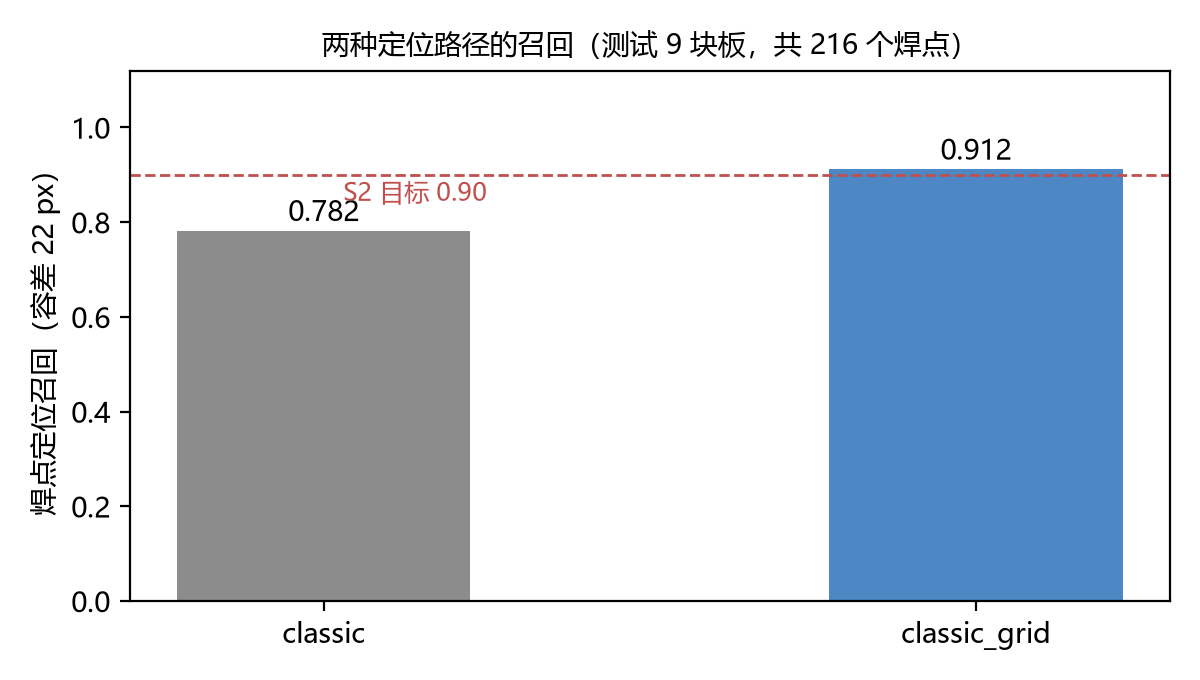 两种定位路径的召回（测试 9 块板，共 216 个焊点）
焊点定位召回（容差 22 px）
1.0
0.8
0.6
0.4
0.2
0.0
0.912
S2 目标 0.90
0.782
classic
classic_grid